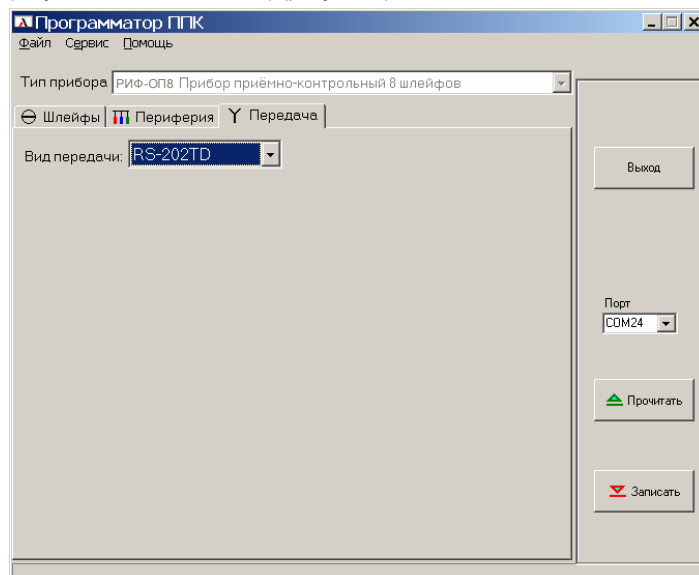 Программатор ППК
Файл Сервис Помощь
Тип прибора РИФ-ОП8 Прибор приёмно-контрольный 8 шлейфов
Шлейфы Периферия Передача
Вид передачи: RS-202TD
Выход
Порт
COM24
Прочитать
Записать